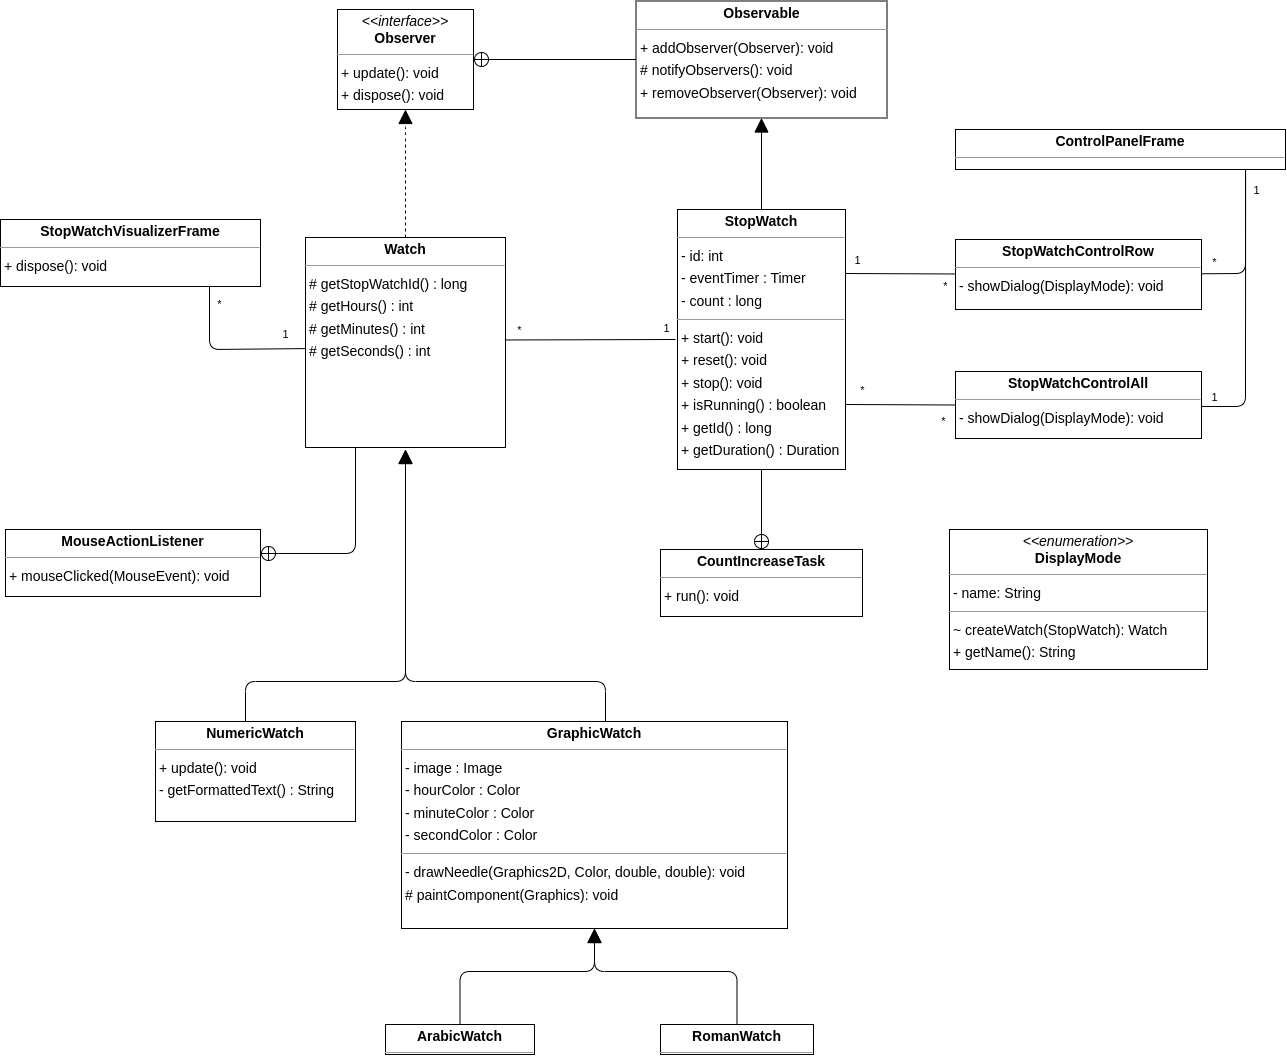 <<interface>>
Observer
+ update(): void
+ dispose(): void
Observable
+ addObserver(Observer): void
# notifyObservers(): void
+ removeObserver(Observer): void
ControlPanelFrame
1
StopWatchVisualizerFrame
+ dispose(): void
*
1
Watch
# getStopWatchId() : long
# getHours() : int
# getMinutes() : int
# getSeconds() : int
*
1
StopWatch
- id: int
- eventTimer : Timer
- count : long
+ start(): void
+ reset(): void
+ stop(): void
+ isRunning() : boolean
+ getId() : long
+ getDuration() : Duration
1
*
StopWatchControlRow
- showDialog(DisplayMode): void
*
*
*
StopWatchControlAll
- showDialog(DisplayMode): void
1
MouseActionListener
+ mouseClicked(MouseEvent): void
CountIncreaseTask
+ run(): void
<<enumeration>>
DisplayMode
- name: String
~ createWatch(StopWatch): Watch
+ getName(): String
NumericWatch
+ update(): void
- getFormattedText() : String
GraphicWatch
- image : Image
- hourColor : Color
- minuteColor : Color
- secondColor : Color
- drawNeedle(Graphics2D, Color, double, double): void
# paintComponent(Graphics): void
ArabicWatch
RomanWatch